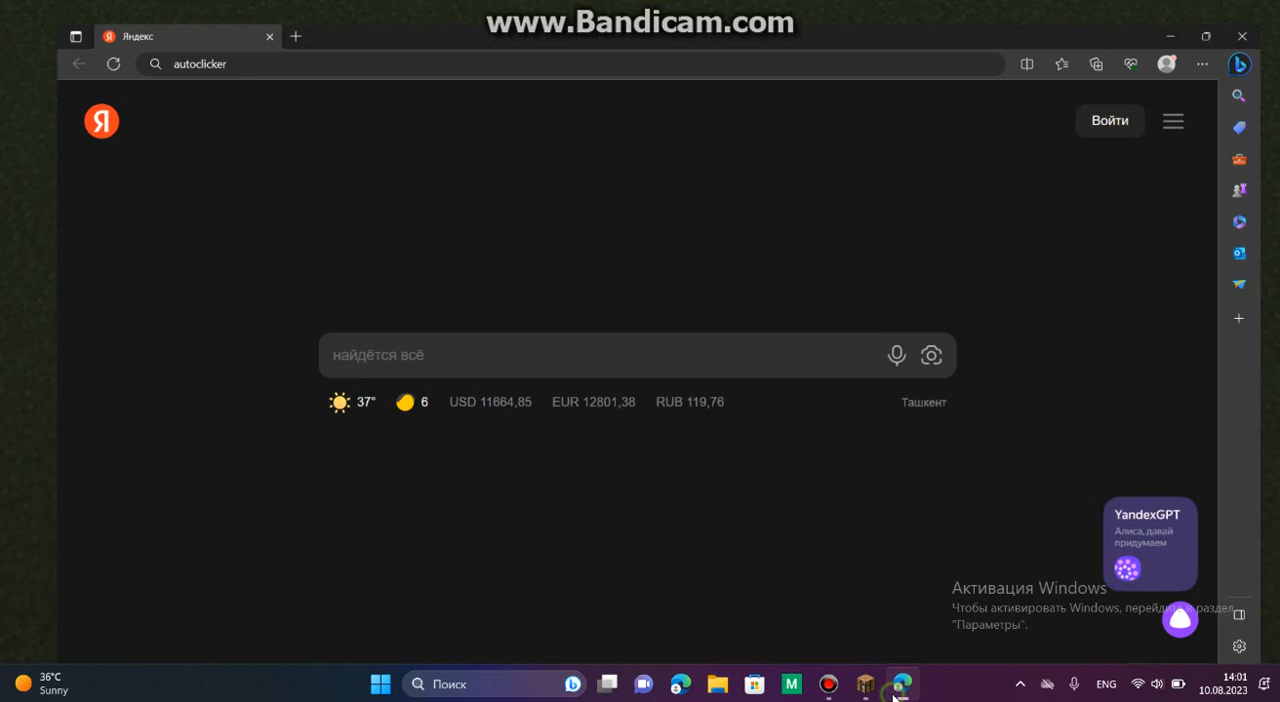 www.Bandicam.com
Я Яндекс
autoclicker
Я
Войти
найдётся всё
37° 6 USD 11664,85 EUR 12801,38 RUB 119,76 Ташкент
YandexGPT
Алиса, давай
придумаем
Активация Windows
Чтобы активировать Windows, перейдите в раздел
"Параметры".
36°C
Sunny
Поиск
M
ENG
14:01
10.08.2023